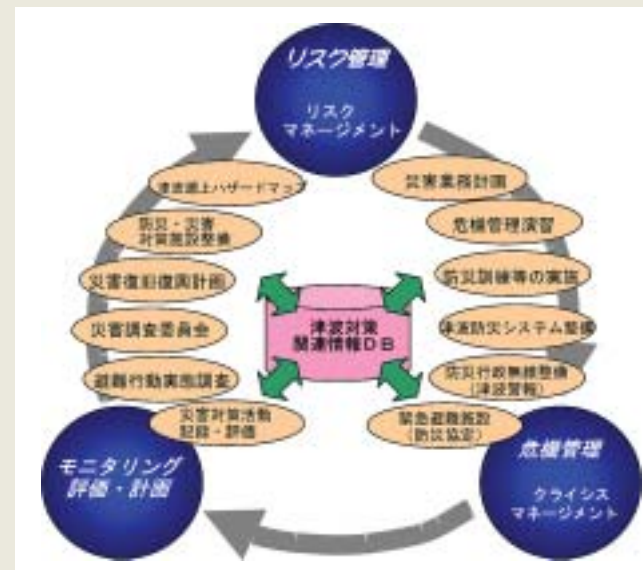 リスク管理
リスク
マネージメント
津波遡上ハザードマップ
防災・災害
対策施設整備
災害復旧復興計画
災害調査委員会
避難行動実態調査
災害対策活動
記録・評価
災害業務計画
危機管理演習
防災訓練等の実施
津波防災システム整備
防災行政無線整備
(津波警報)
緊急避難施設
(防災協定)
津波対策
関連情報DB
モニタリング
評価・計画
危機管理
クライシス
マネージメント